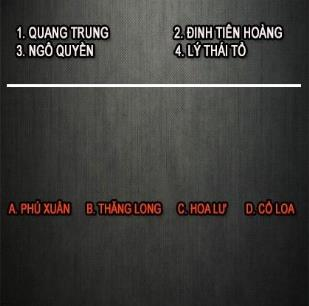 1. QUANG TRUNG 2. ĐINH TIÊN HOÀNG
3. NGÔ QUYỀN 4. LÝ THÁI TỔ
A. PHÚ XUÂN B. THĂNG LONG C. HOA LƯ D. CỔ LOA